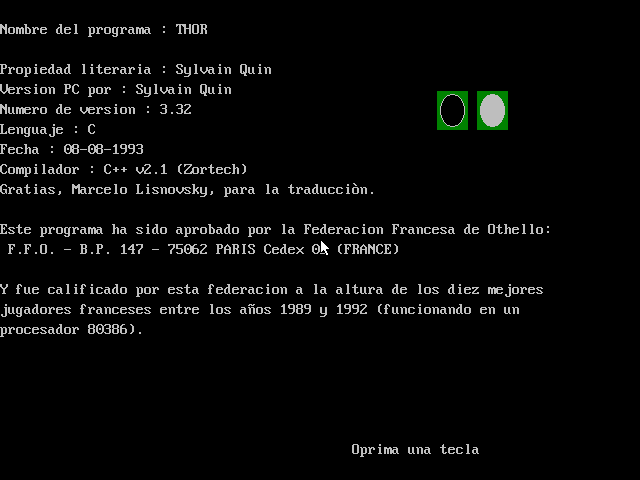 Nombre del programa : THOR
Propiedad literaria : Sylvain Quin
Version PC por : Sylvain Quin
Numero de version : 3.32
Lenguaje : C
Fecha : 08-08-1993
Compilador : C++ v2.1 (Zortech)
Gratias, Marcelo Lisnovsky, para la traducciòn.
Este programa ha sido aprobado por la Federacion Francesa de Othello:
F.F.O. - B.P. 147 - 75062 PARIS Cedex (FRANCE)
Y fue calificado por esta federacion a la altura de los diez mejores
jugadores franceses entre los años 1989 y 1992 (funcionando en un
procesador 80386).
Oprima una tecla